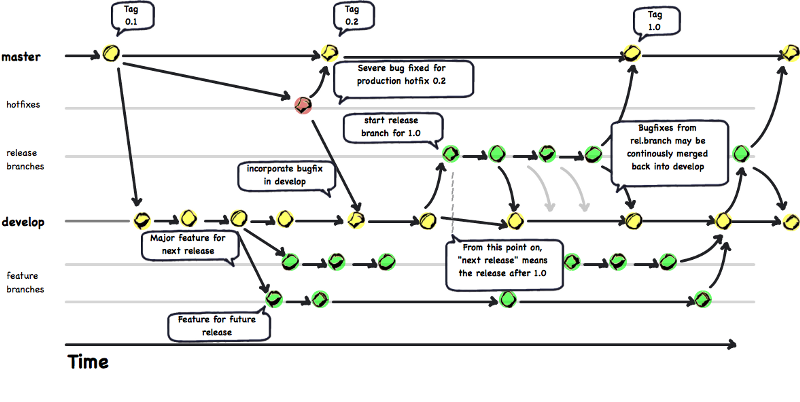 Tag
0.1
Tag
0.2
Tag
1.0
master
Severe bug fixed for
production hotfix 0.2
hotfixes
start release
branch for 1.0
Bugfixes from
rel.branch may be
continously merged
back into develop
release
branches
incorporate bugfix
in develop
develop
Major feature for
next release
From this point on,
"next release" means
the release after 1.0
feature
branches
Feature for future
release
Time